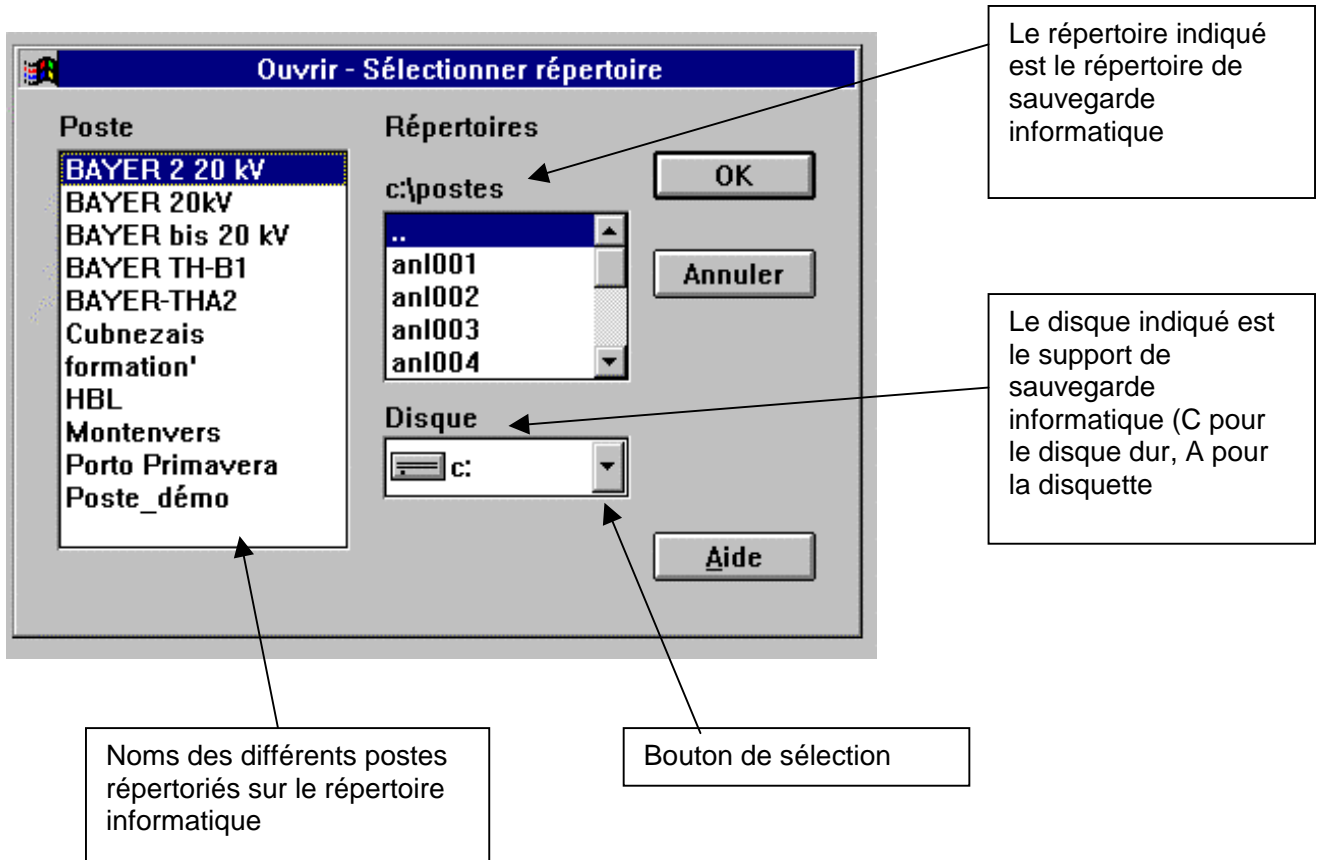 Le répertoire indiqué
est le répertoire de
sauvegarde
informatique
Ouvrir - Sélectionner répertoire
Poste
BAYER 2 20 kV
BAYER 20kV
BAYER bis 20 kV
BAYER TH-B1
BAYER-THA2
Cubnezais
formation'
HBL
Montenvers
Porto Primavera
Poste_démo
Répertoires
c:\postes
..
anl001
anl002
anl003
anl004
Disque
c:
OK
Annuler
Aide
Le disque indiqué est
le support de
sauvegarde
informatique (C pour
le disque dur, A pour
la disquette
Noms des différents postes
répertoriés sur le répertoire
informatique
Bouton de sélection